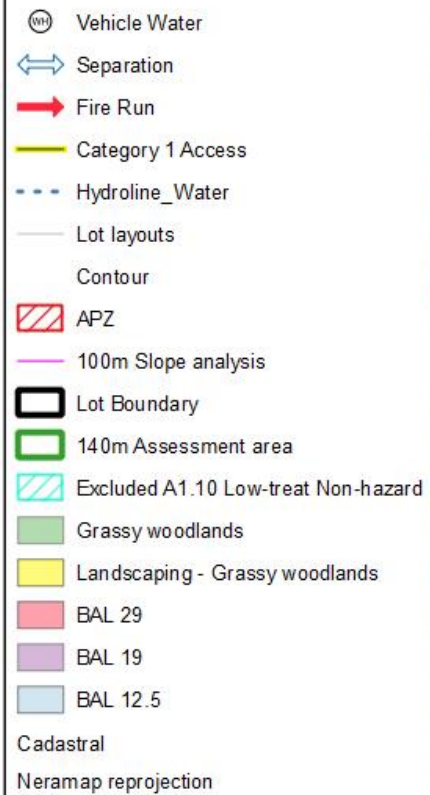 WH Vehicle Water
Separation
Fire Run
Category 1 Access
Hydroline_Water
Lot layouts
Contour
APZ
100m Slope analysis
Lot Boundary
140m Assessment area
Excluded A1.10 Low-treat Non-hazard
Grassy woodlands
Landscaping - Grassy woodlands
BAL 29
BAL 19
BAL 12.5
Cadastral
Neramap reprojection